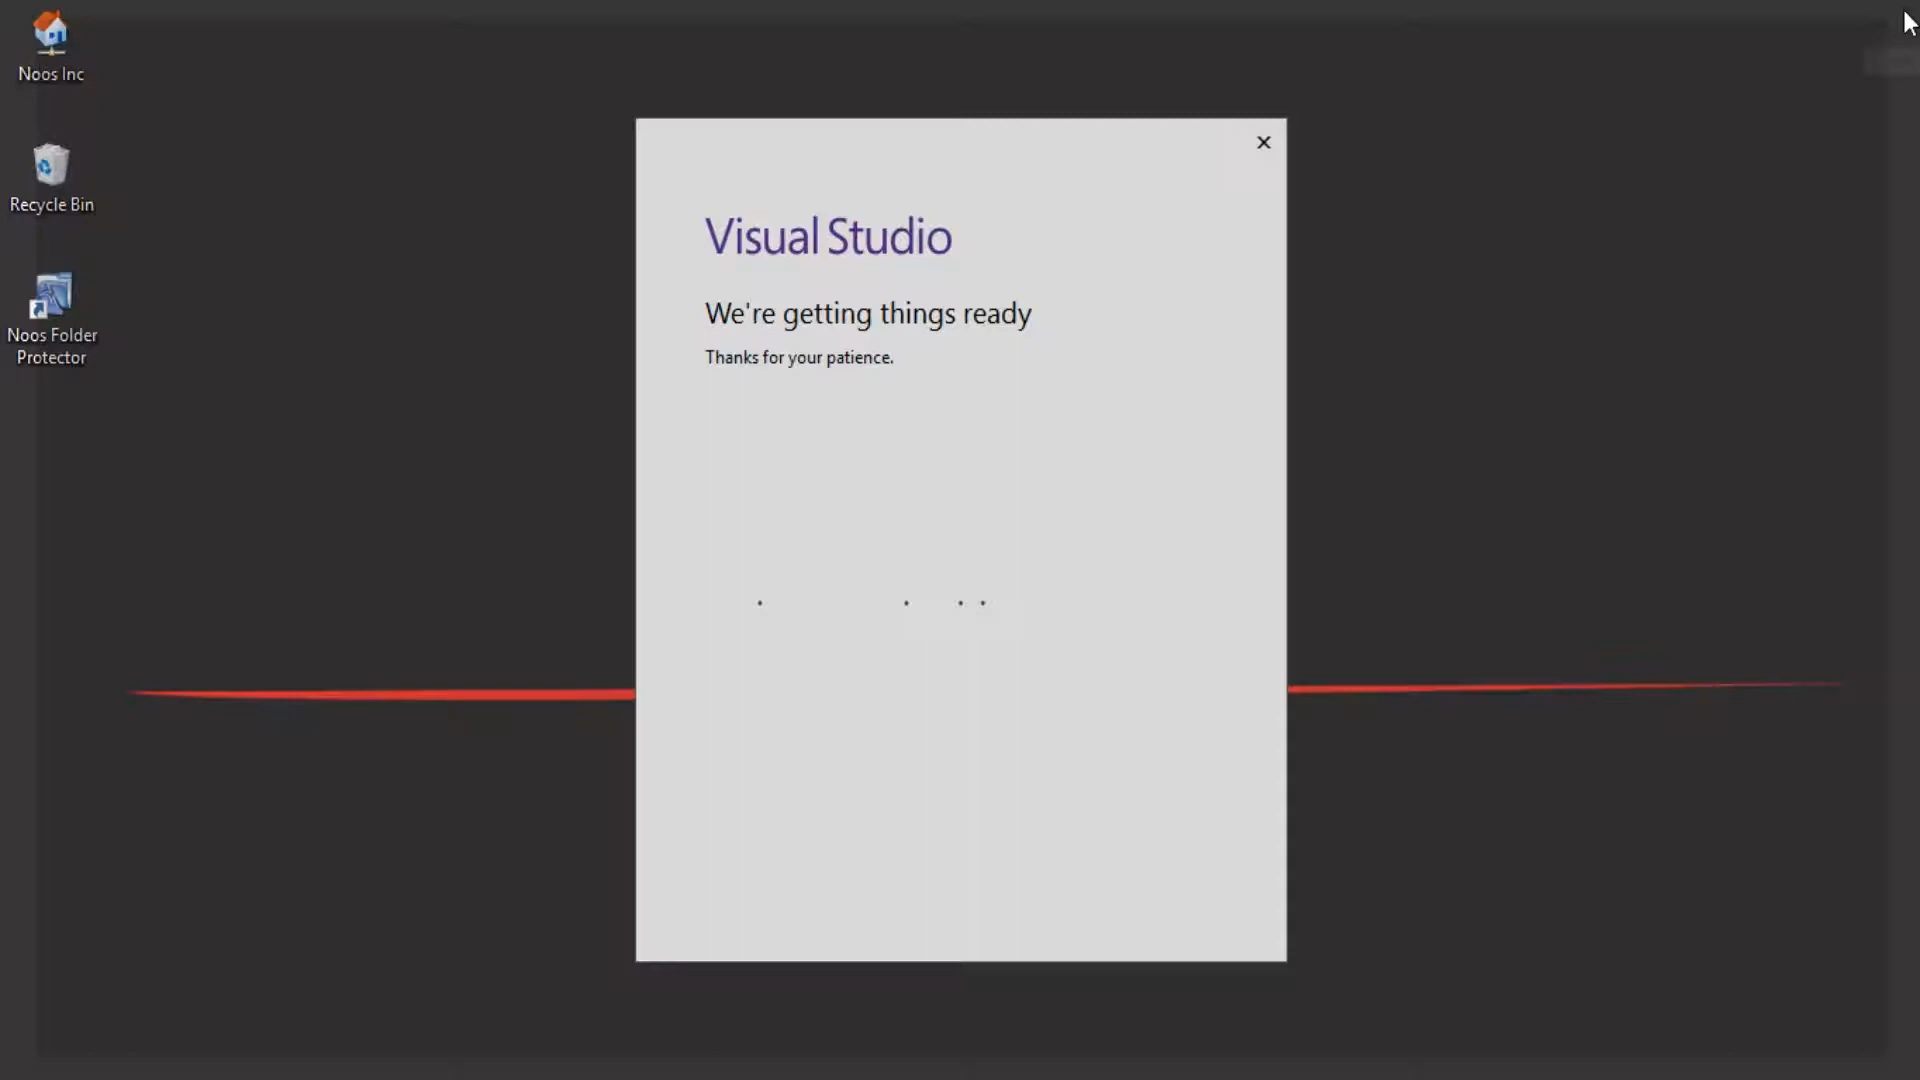 Noos Inc
Recycle Bin
Noos Folder
Protector
Visual Studio
We're getting things ready
Thanks for your patience.